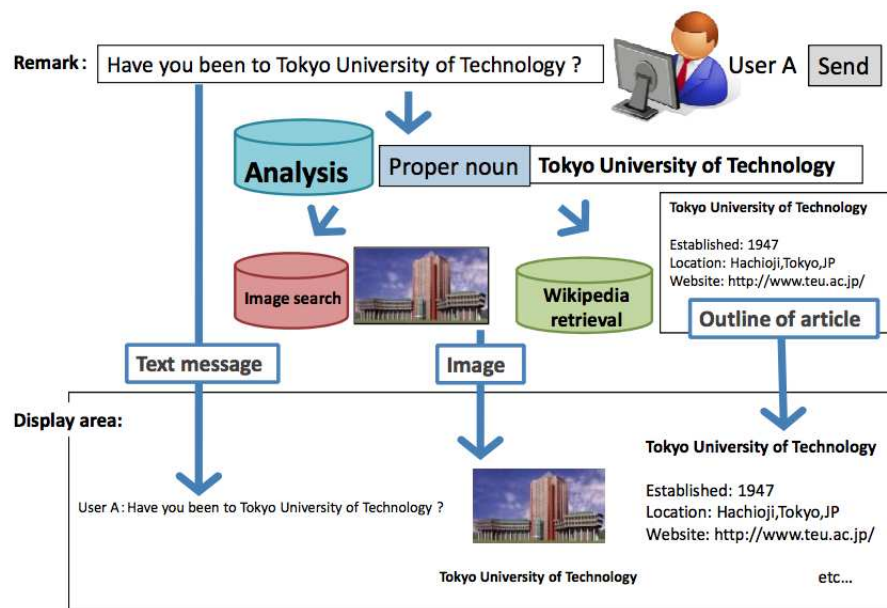 Remark: Have you been to Tokyo University of Technology ?
User A
Send
Analysis
Proper noun
Tokyo University of Technology
Tokyo University of Technology
Established: 1947
Location: Hachioji,Tokyo,JP
Website: http://www.teu.ac.jp/
Image search
Wikipedia
retrieval
Outline of article
Text message
Image
Display area:
User A:Have you been to Tokyo University of Technology ?
Tokyo University of Technology
Tokyo University of Technology
Established: 1947
Location: Hachioji,Tokyo,JP
Website: http://www.teu.ac.jp/
etc...